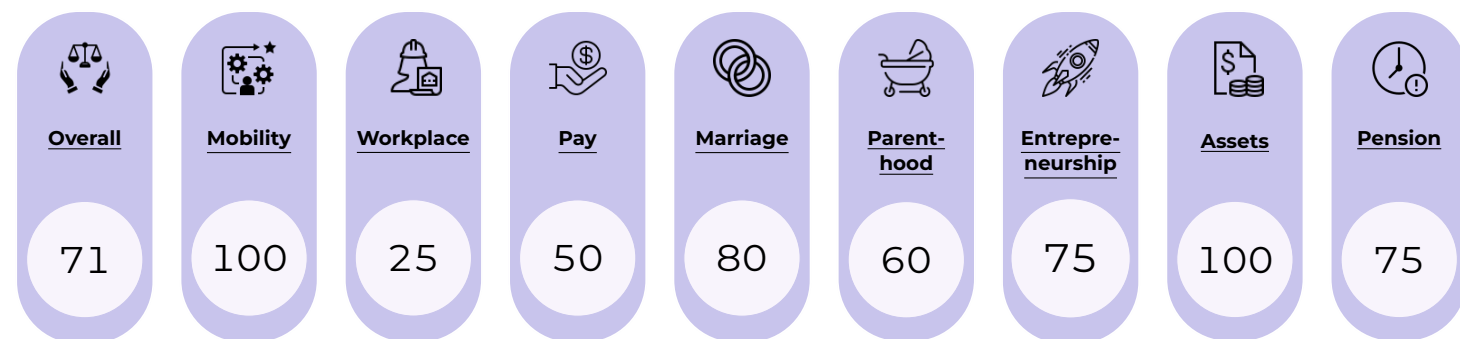 Overall
Mobility
Workplace
Pay
Marriage
Parent-
hood
Entrepre-
neurship
Assets
Pension
$
$
!
71
100
25
50
80
60
75
100
75